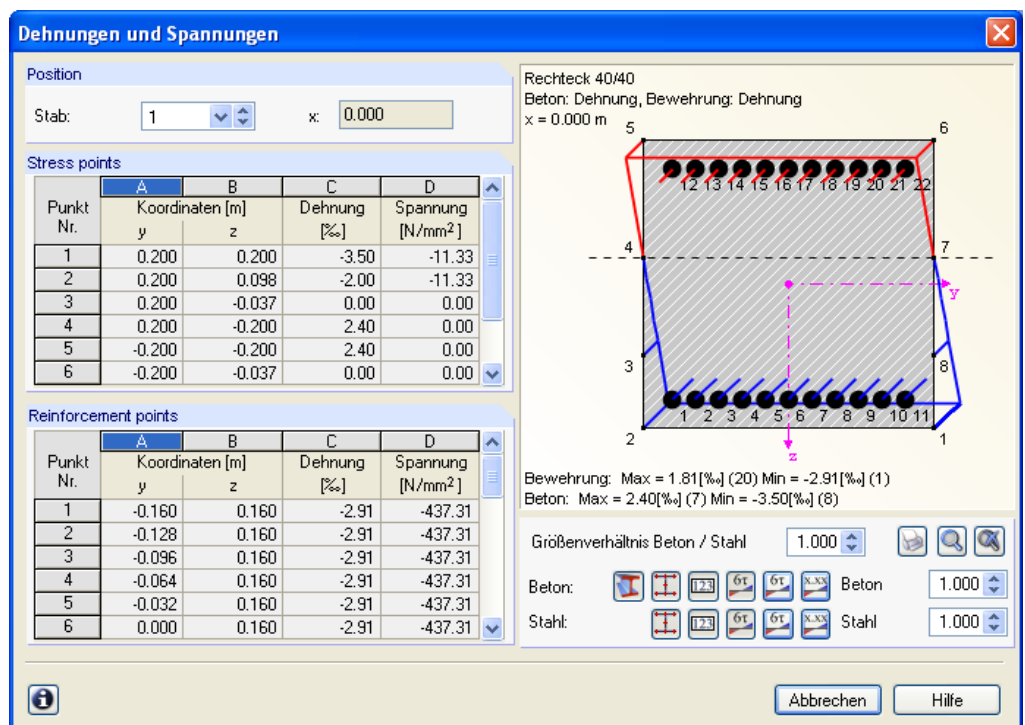 Dehnungen und Spannungen
Position
Stab: 1 x: 0.000
Stress points
A B C D
Punkt Nr. Koordinaten [m] Dehnung Spannung
y z [‰] [N/mm²]
1 0.200 0.200 -3.50 -11.33
2 0.200 0.098 -2.00 -11.33
3 0.200 -0.037 0.00 0.00
4 0.200 -0.200 2.40 0.00
5 -0.200 -0.200 2.40 0.00
6 -0.200 -0.037 0.00 0.00
Reinforcement points
A B C D
Punkt Nr. Koordinaten [m] Dehnung Spannung
y z [‰] [N/mm²]
1 -0.160 0.160 -2.91 -437.31
2 -0.128 0.160 -2.91 -437.31
3 -0.096 0.160 -2.91 -437.31
4 -0.064 0.160 -2.91 -437.31
5 -0.032 0.160 -2.91 -437.31
6 0.000 0.160 -2.91 -437.31
Rechteck 40/40
Beton: Dehnung, Bewehrung: Dehnung
x = 0.000 m
5 6
12 13 14 15 16 17 18 19 20 21 22
4 7
y
3 8
1 2 3 4 5 6 7 8 9 10 11
2 1
z
Bewehrung: Max = 1.81[‰] (20) Min = -2.91[‰] (1)
Beton: Max = 2.40[‰] (7) Min = -3.50[‰] (8)
Größenverhältnis Beton / Stahl 1.000
Beton: 123 στ στ x.xx Beton 1.000
Stahl: 123 στ στ x.xx Stahl 1.000
Abbrechen Hilfe